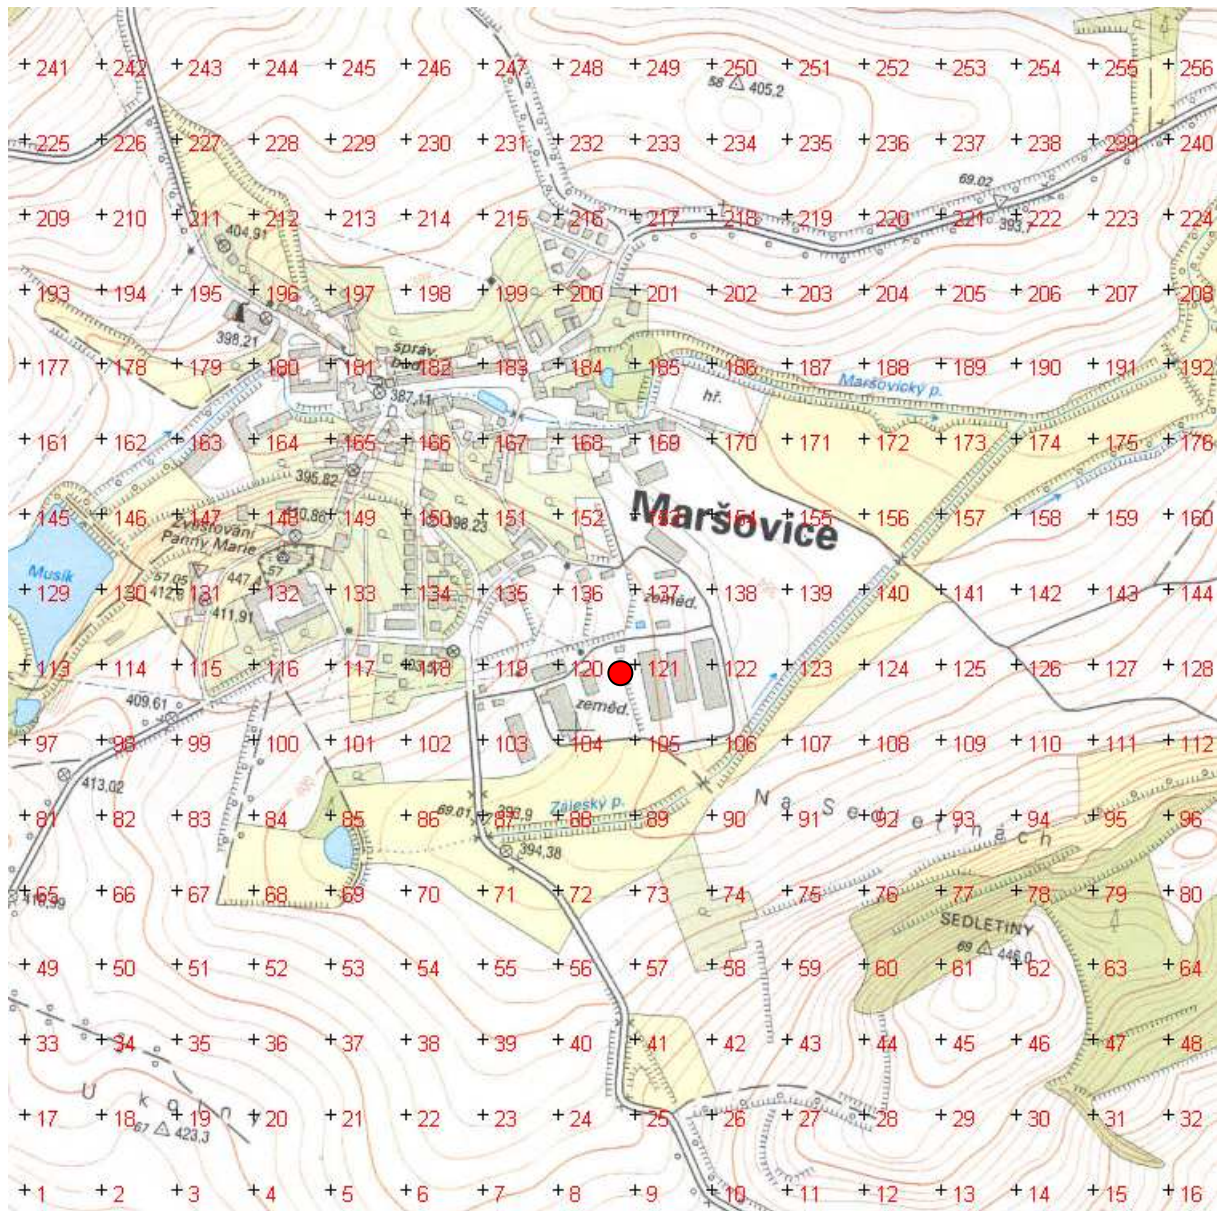 241 242 243 244 245 246 247 248 249 250 251 252 253 254 255 256
58 405,2
225 226 227 228 229 230 231 232 233 234 235 236 237 238 239 240
69.02
209 210 211 212 213 214 215 216 217 218 219 220 221 222 223 224
404,91 393,7
193 194 195 196 197 198 199 200 201 202 203 204 205 206 207 208
398,21 správ.
177 178 179 180 181 182 183 184 185 186 187 188 189 190 191 192
387,11 hř. Maršovický p.
161 162 163 164 165 166 167 168 169 170 171 172 173 174 175 176
395,82
145 146 147 148 149 150 151 152 153 154 155 156 157 158 159 160
398,23 Maršovice
Zvěstování
Panny Marie
Musík 57.05 447,4 57
129 130 131 132 133 134 135 136 137 138 139 140 141 142 143 144
411,91 zeměd.
113 114 115 116 117 118 119 120 121 122 123 124 125 126 127 128
409,61 zeměd.
97 98 99 100 101 102 103 104 105 106 107 108 109 110 111 112
413,02
69.01 Záleský p. Na Sedletinách
81 82 83 84 85 86 87 88 89 90 91 92 93 94 95 96
394,38
65 66 67 68 69 70 71 72 73 74 75 76 77 78 79 80
SEDLETINY
69 446,0
49 50 51 52 53 54 55 56 57 58 59 60 61 62 63 64
33 34 35 36 37 38 39 40 41 42 43 44 45 46 47 48
U kolny
17 18 19 20 21 22 23 24 25 26 27 28 29 30 31 32
67 423,3
1 2 3 4 5 6 7 8 9 10 11 12 13 14 15 16